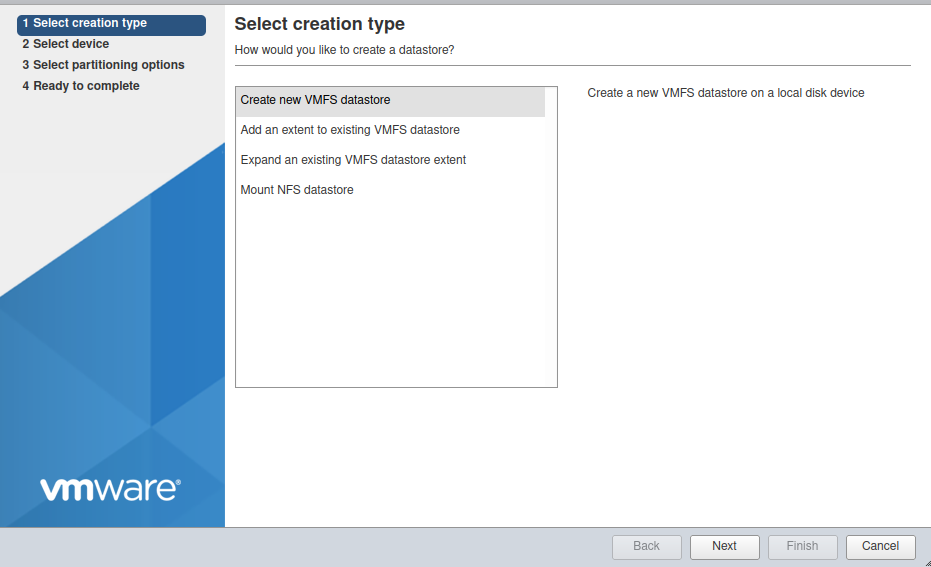 1 Select creation type
2 Select device
3 Select partitioning options
4 Ready to complete
vmware®
Select creation type
How would you like to create a datastore?
Create new VMFS datastore
Add an extent to existing VMFS datastore
Expand an existing VMFS datastore extent
Mount NFS datastore
Create a new VMFS datastore on a local disk device
Back Next Finish Cancel